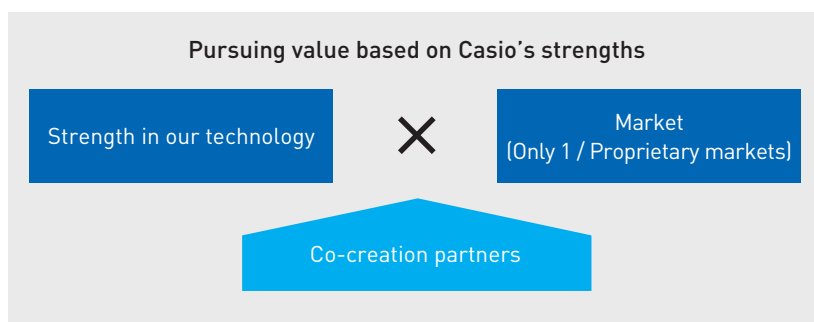 Pursuing value based on Casio’s strengths
Strength in our technology
×
Market
(Only 1 / Proprietary markets)
Co-creation partners